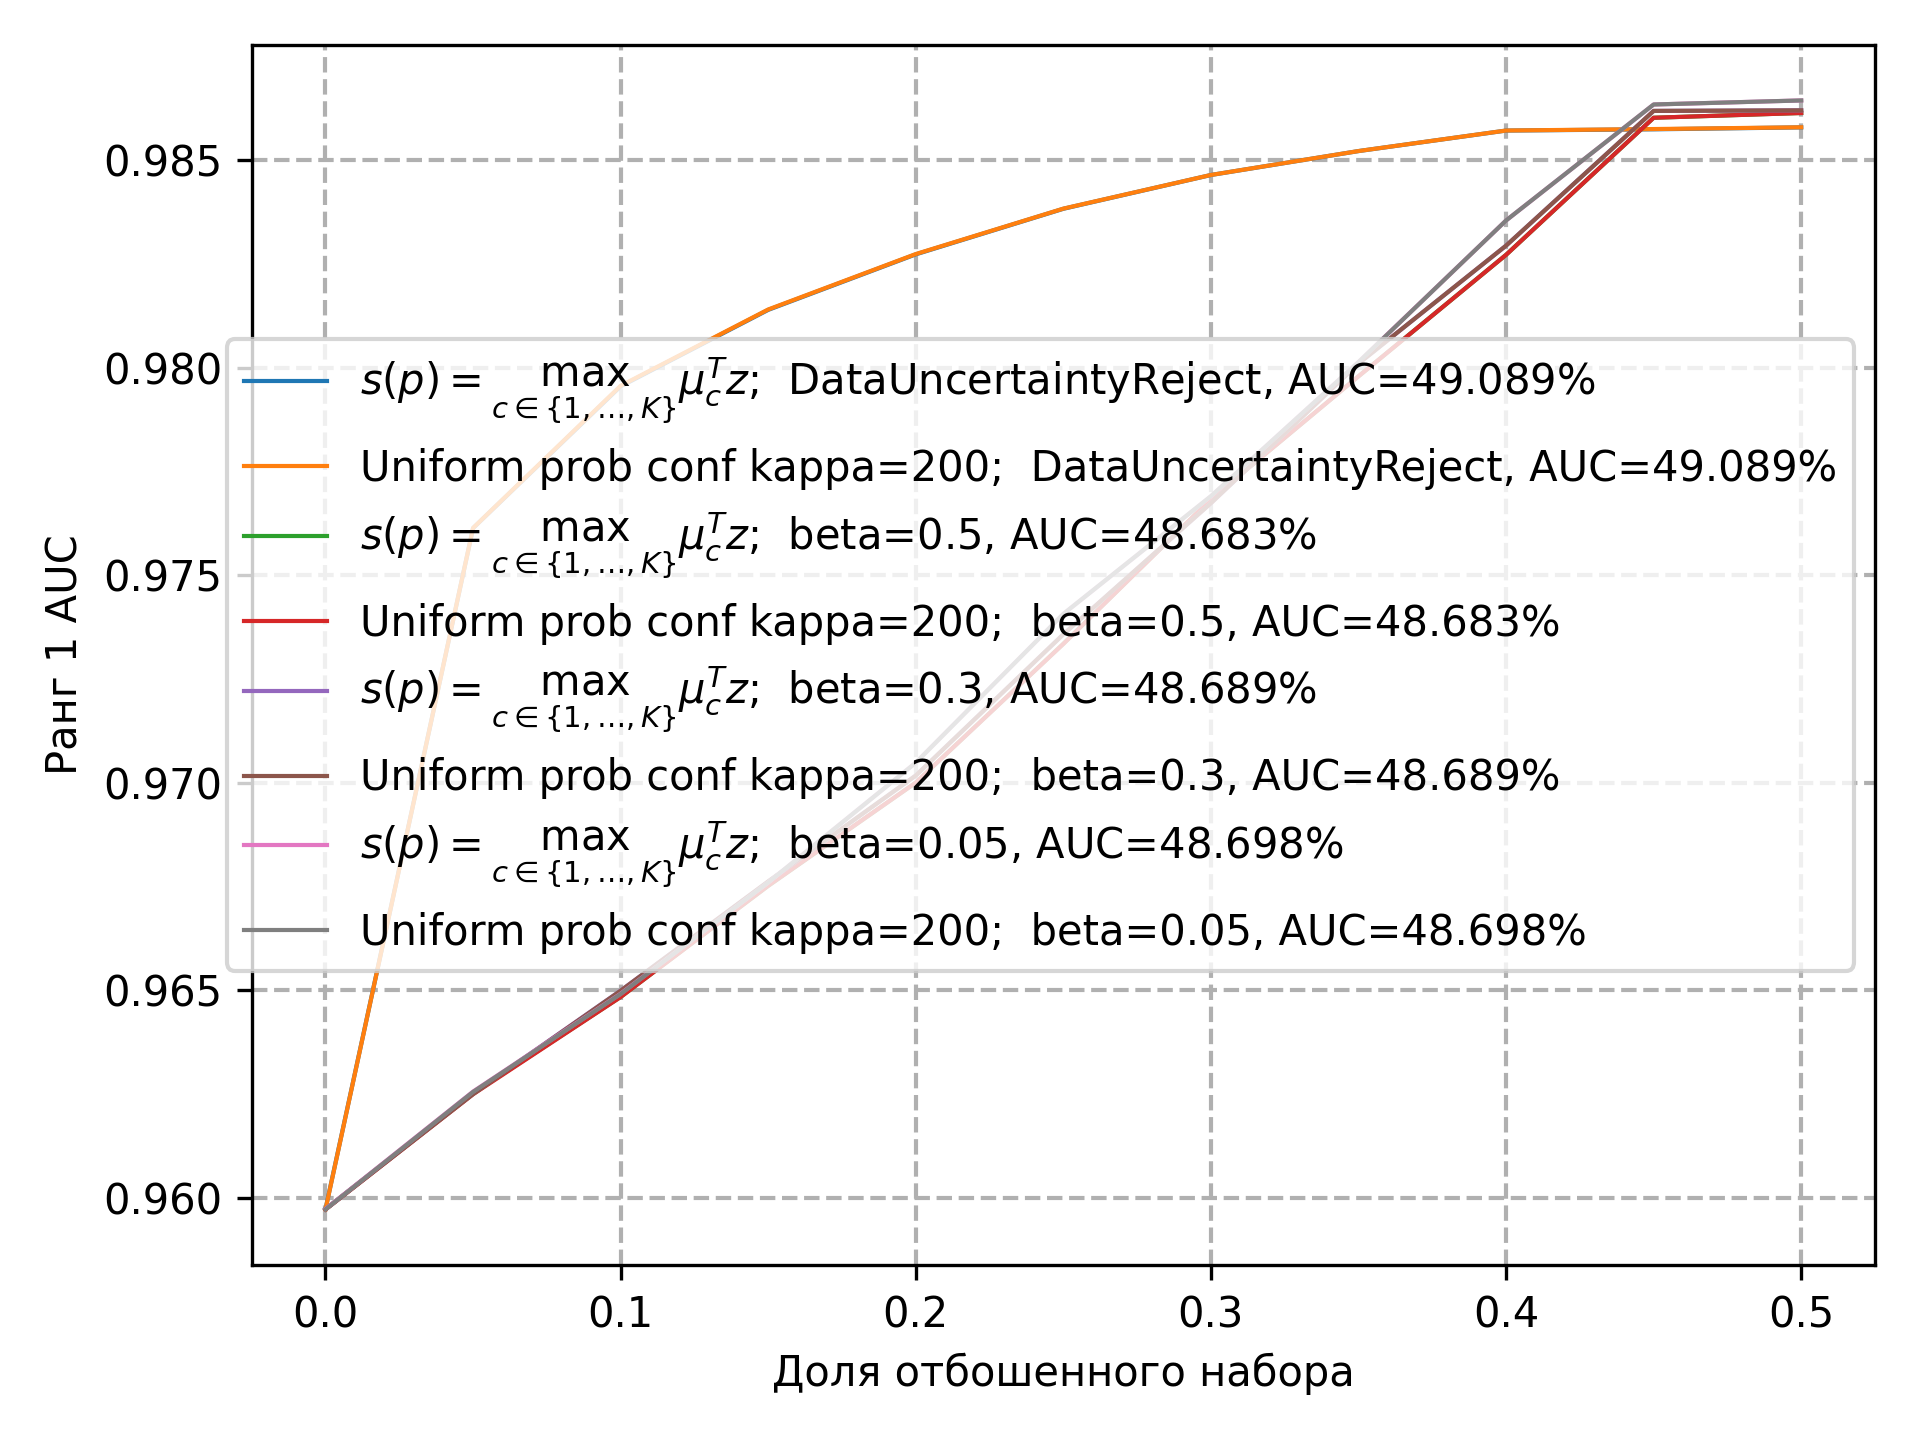 0.985
0.980
0.975
0.970
0.965
0.960
Ранг 1 AUC
s(p) = max c ∈ {1, …, K} μ_c^T z; DataUncertaintyReject, AUC=49.089%
Uniform prob conf kappa=200; DataUncertaintyReject, AUC=49.089%
s(p) = max c ∈ {1, …, K} μ_c^T z; beta=0.5, AUC=48.683%
Uniform prob conf kappa=200; beta=0.5, AUC=48.683%
s(p) = max c ∈ {1, …, K} μ_c^T z; beta=0.3, AUC=48.689%
Uniform prob conf kappa=200; beta=0.3, AUC=48.689%
s(p) = max c ∈ {1, …, K} μ_c^T z; beta=0.05, AUC=48.698%
Uniform prob conf kappa=200; beta=0.05, AUC=48.698%
0.0 0.1 0.2 0.3 0.4 0.5
Доля отбошенного набора